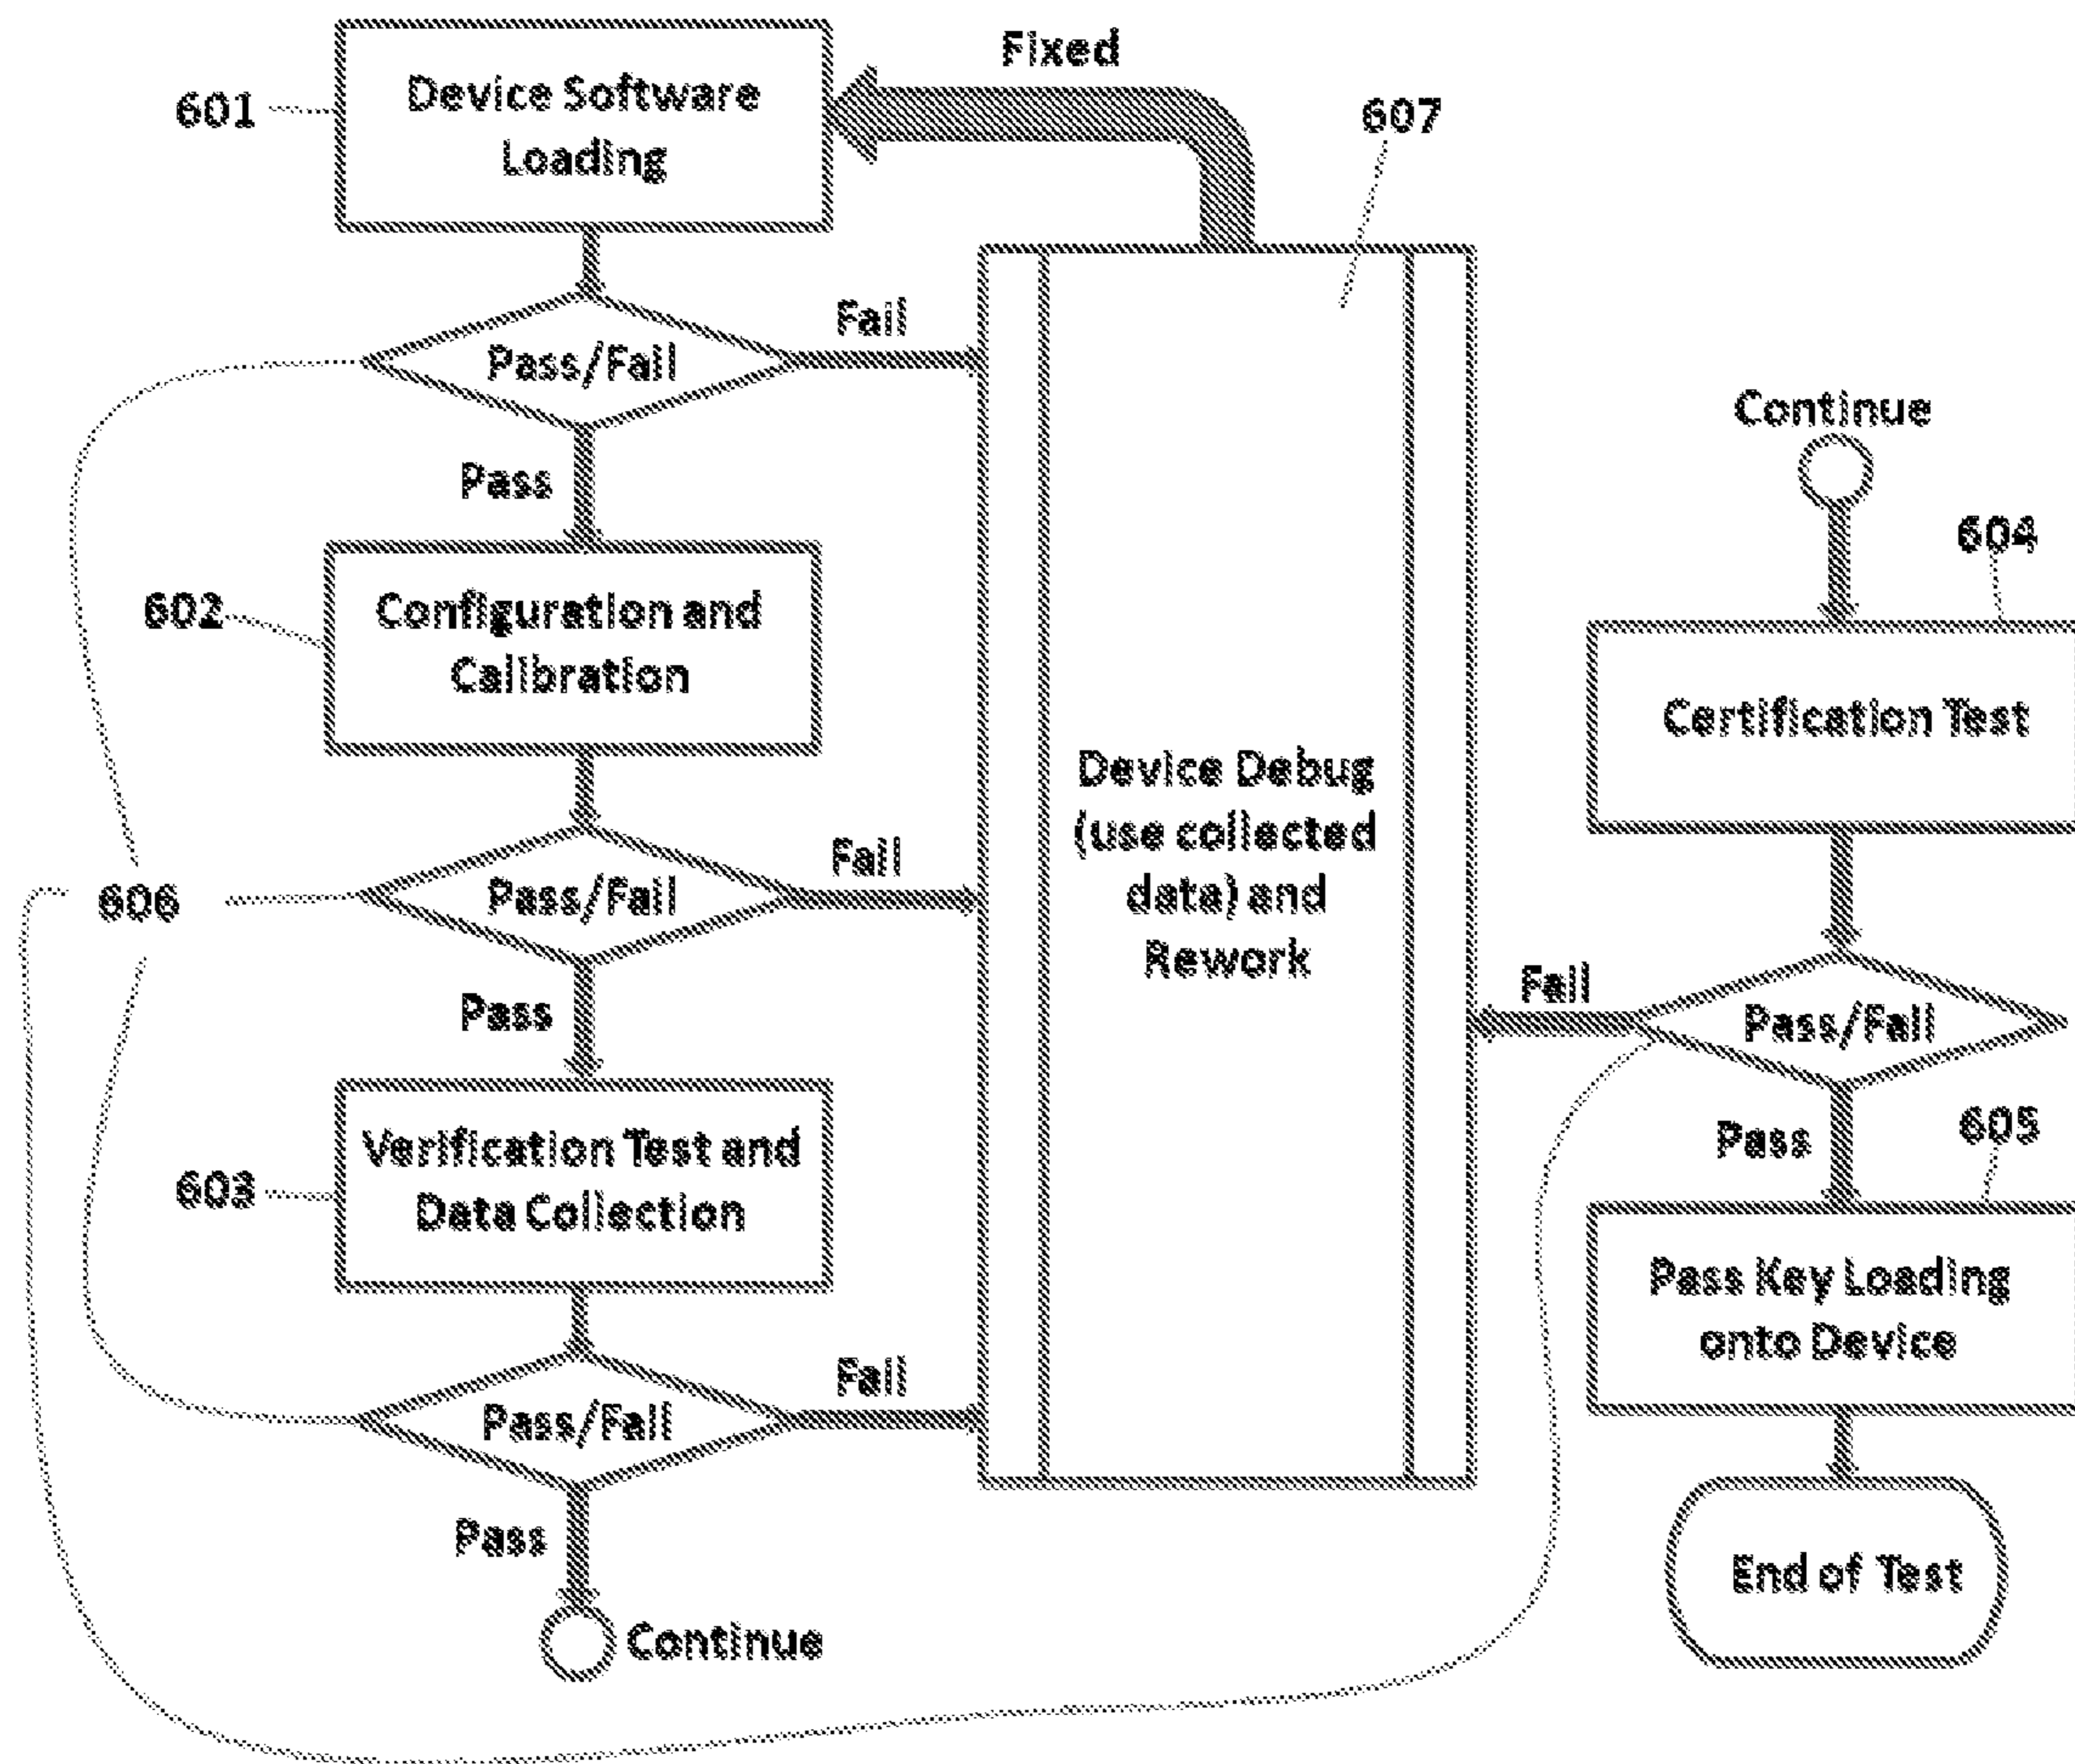 Fixed
601
Device Software
Loading
607
Fail
Pass/Fail
Continue
Pass
604
602
Configuration and
Calibration
Certification Test
Device Debug
(use collected
data) and
Rework
Fail
606
Pass/Fail
Fail
Pass/Fail
Pass
605
Pass
603
Verification Test and
Data Collection
Pass Key Loading
onto Device
Fail
Pass/Fail
Pass
End of Test
Continue